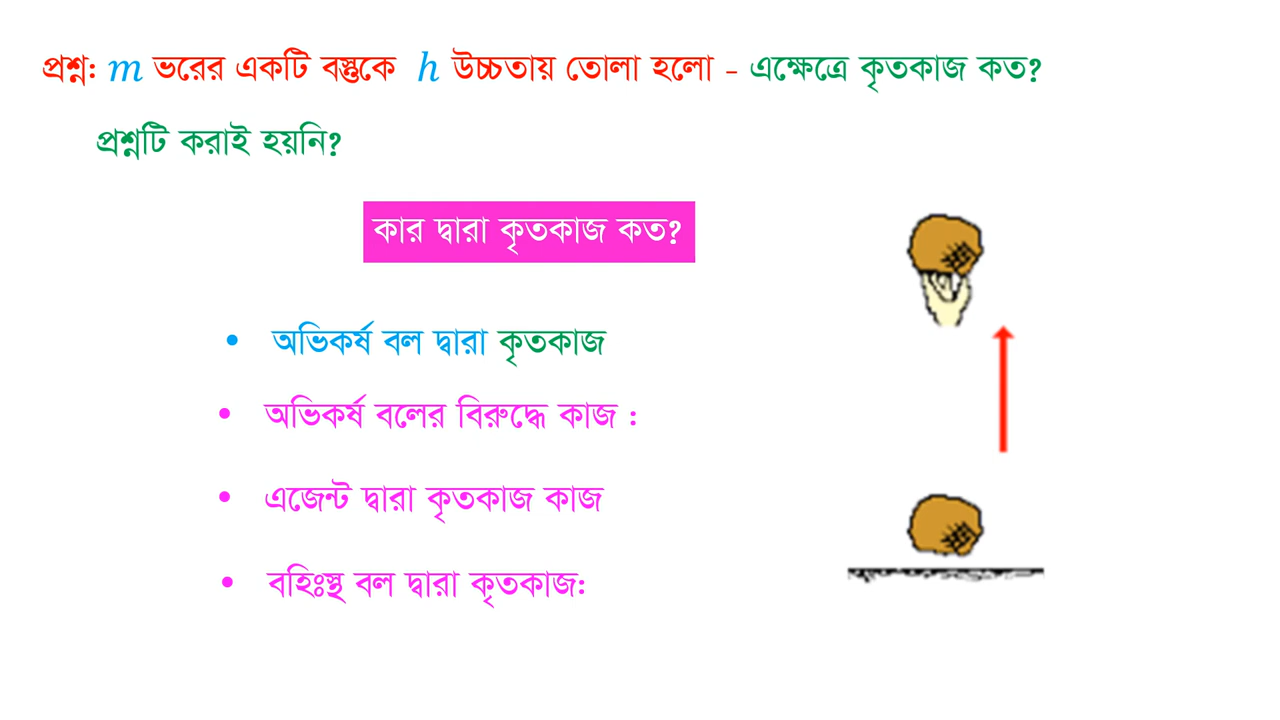 প্রশ্ন: m ভরের একটি বস্তুকে h উচ্চতায় তোলা হলো - এক্ষেত্রে কৃতকাজ কত?
প্রশ্নটি করাই হয়নি?
কার দ্বারা কৃতকাজ কত?
• অভিকর্ষ বল দ্বারা কৃতকাজ
• অভিকর্ষ বলের বিরুদ্ধে কাজ :
• এজেন্ট দ্বারা কৃতকাজ কাজ
• বহিঃস্থ বল দ্বারা কৃতকাজ: